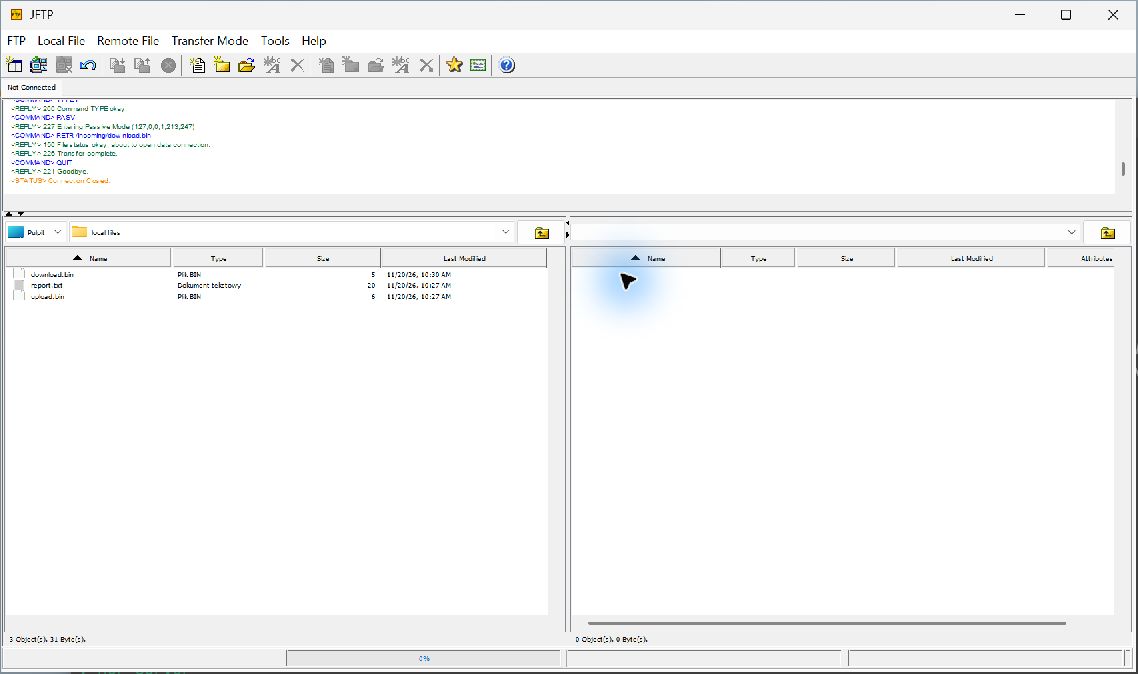 JFTP
FTP Local File Remote File Transfer Mode Tools Help
Not Connected
<REPLY> 200 Command TYPE okay.
<COMMAND> PASV
<REPLY> 227 Entering Passive Mode (127,0,0,1,213,247)
<COMMAND> RETR /incoming/download.bin
<REPLY> 150 File status okay; about to open data connection.
<REPLY> 226 Transfer complete.
<COMMAND> QUIT
<REPLY> 221 Goodbye.
<STATUS> Connection Closed.
Pulpit local files
Name Type Size Last Modified
download.bin Plik BIN 5 11/20/26, 10:30 AM
report.txt Dokument tekstowy 20 11/20/26, 10:27 AM
upload.bin Plik BIN 6 11/20/26, 10:27 AM
Name Type Size Last Modified Attributes
3 Object(s), 31 Byte(s).
0 Object(s), 0 Byte(s).
0%